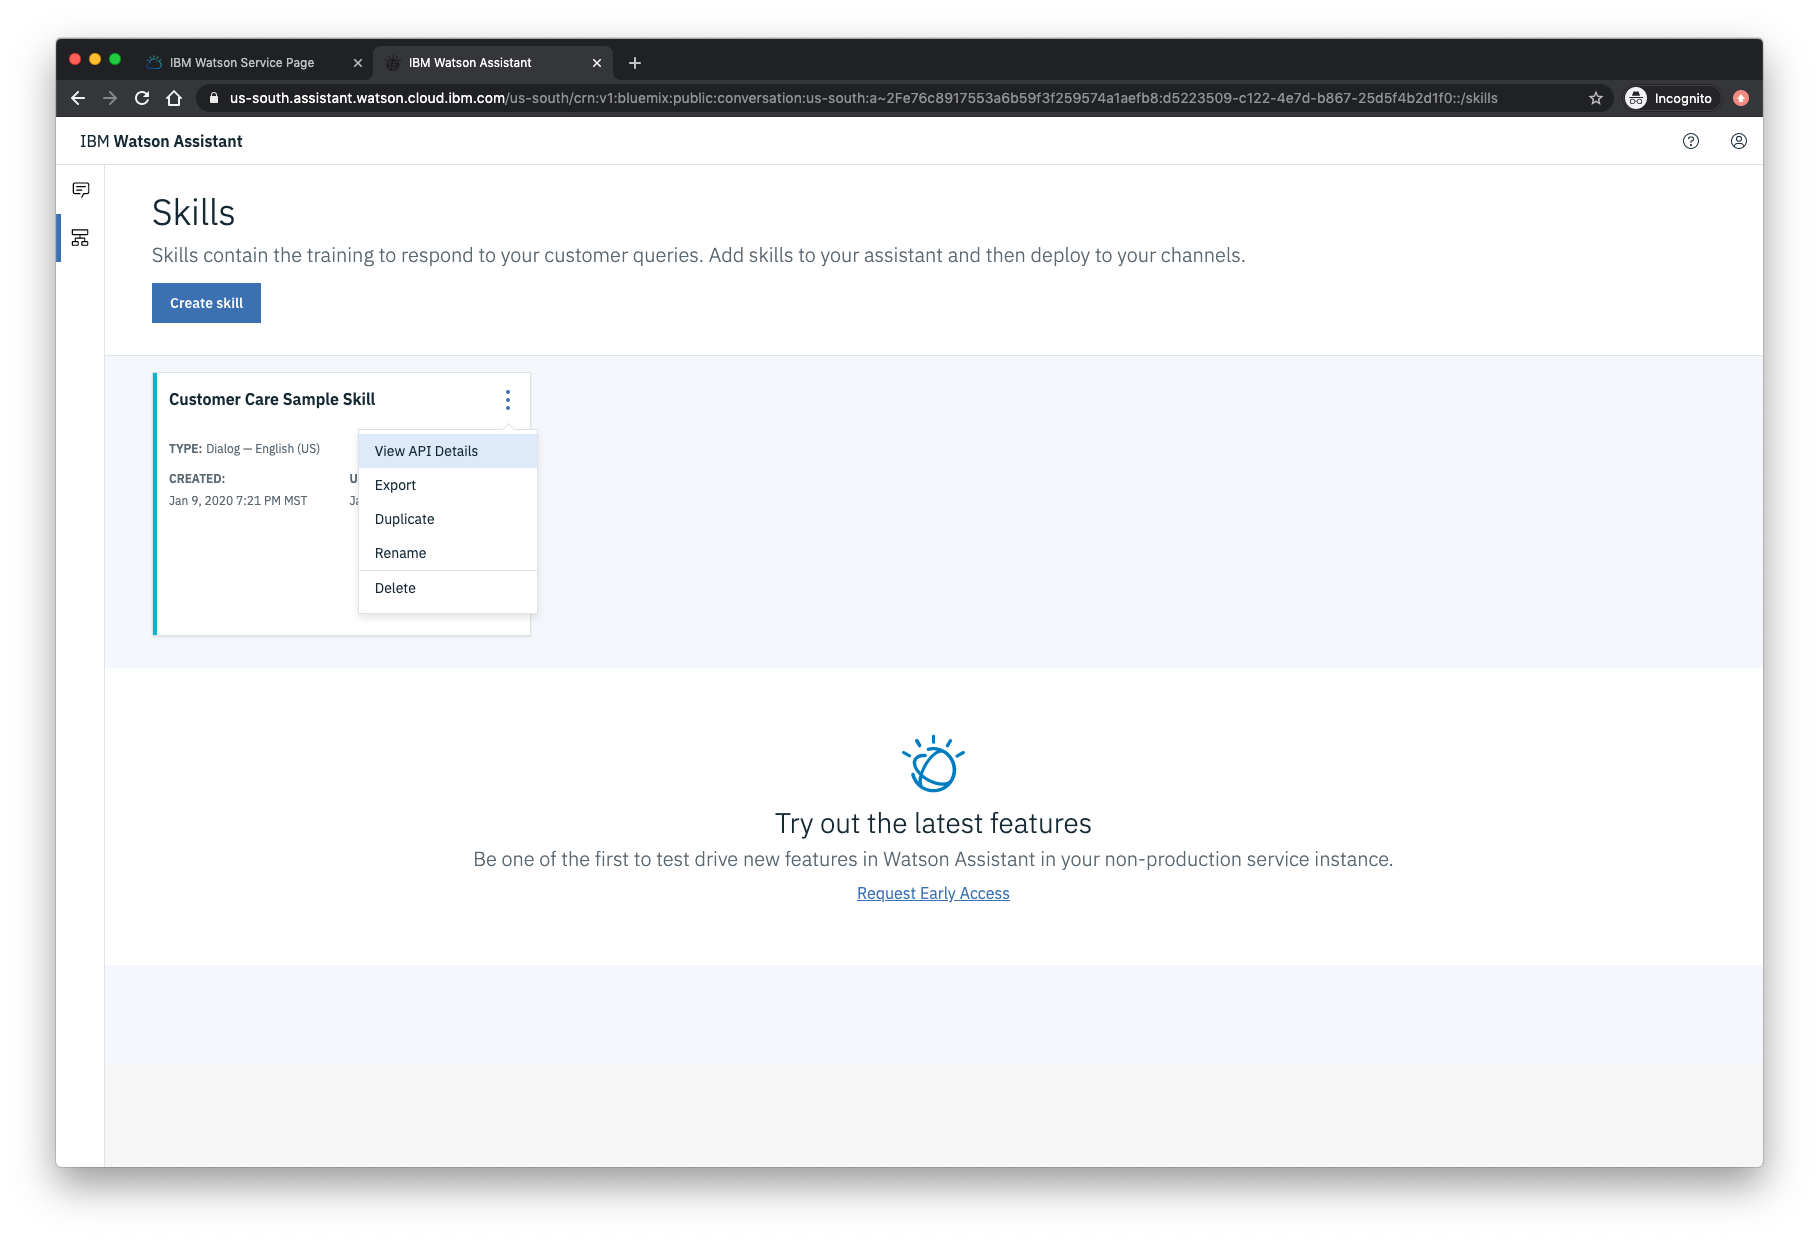 IBM Watson Service Page
IBM Watson Assistant
us-south.assistant.watson.cloud.ibm.com/us-south/crn:v1:bluemix:public:conversation:us-south:a~2Fe76c8917553a6b59f3f259574a1aefb8:d5223509-c122-4e7d-b867-25d5f4b2d1f0::/skills
Incognito
IBM Watson Assistant
Skills
Skills contain the training to respond to your customer queries. Add skills to your assistant and then deploy to your channels.
Create skill
Customer Care Sample Skill
TYPE: Dialog — English (US)
CREATED:
Jan 9, 2020 7:21 PM MST
View API Details
Export
Duplicate
Rename
Delete
Try out the latest features
Be one of the first to test drive new features in Watson Assistant in your non-production service instance.
Request Early Access